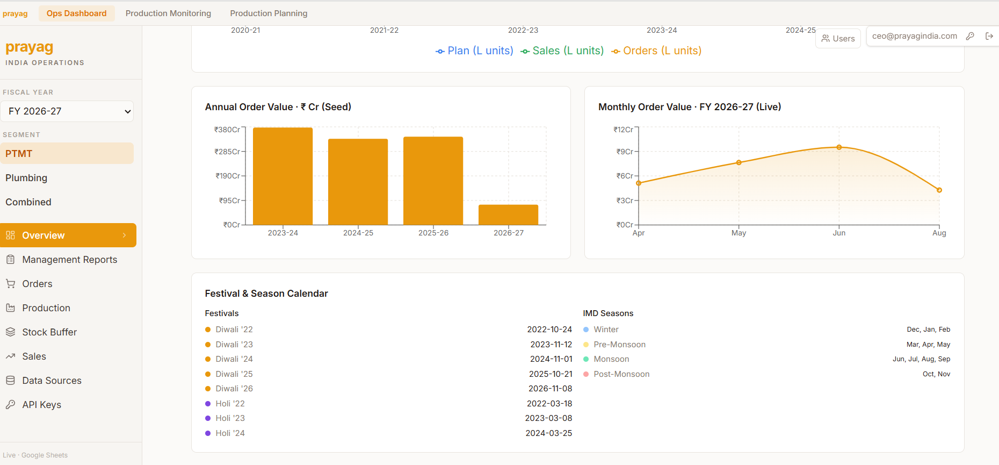 prayag Ops Dashboard Production Monitoring Production Planning
prayag
INDIA OPERATIONS
FISCAL YEAR
FY 2026-27
SEGMENT
PTMT
Plumbing
Combined
Overview
Management Reports
Orders
Production
Stock Buffer
Sales
Data Sources
API Keys
Live · Google Sheets
2020-21 2021-22 2022-23 2023-24 2024-25
Users
ceo@prayagindia.com
Plan (L units) Sales (L units) Orders (L units)
Annual Order Value · ₹ Cr (Seed)
₹380Cr
₹285Cr
₹190Cr
₹95Cr
₹0Cr
2023-24 2024-25 2025-26 2026-27
Monthly Order Value · FY 2026-27 (Live)
₹12Cr
₹9Cr
₹6Cr
₹3Cr
₹0Cr
Apr May Jun Aug
Festival & Season Calendar
Festivals
Diwali '22 2022-10-24
Diwali '23 2023-11-12
Diwali '24 2024-11-01
Diwali '25 2025-10-21
Diwali '26 2026-11-08
Holi '22 2022-03-18
Holi '23 2023-03-08
Holi '24 2024-03-25
IMD Seasons
Winter Dec, Jan, Feb
Pre-Monsoon Mar, Apr, May
Monsoon Jun, Jul, Aug, Sep
Post-Monsoon Oct, Nov